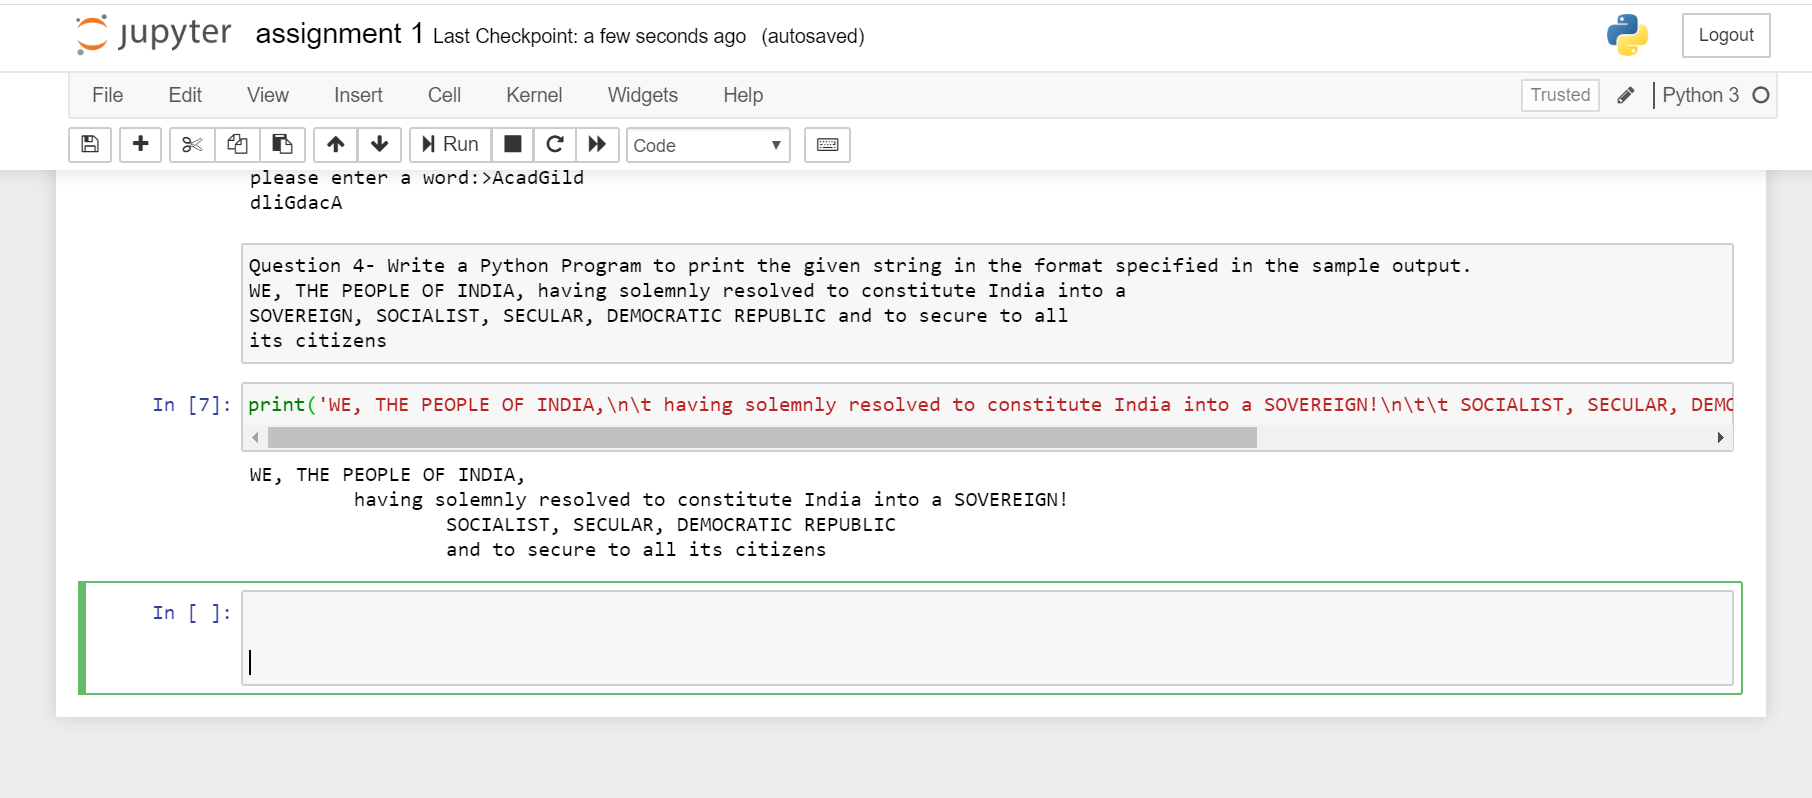 jupyter assignment 1 Last Checkpoint: a few seconds ago (autosaved) Logout
File Edit View Insert Cell Kernel Widgets Help Trusted Python 3
Run Code
please enter a word:>AcadGild
dliGdacA
Question 4- Write a Python Program to print the given string in the format specified in the sample output.
WE, THE PEOPLE OF INDIA, having solemnly resolved to constitute India into a
SOVEREIGN, SOCIALIST, SECULAR, DEMOCRATIC REPUBLIC and to secure to all
its citizens
In [7]: print('WE, THE PEOPLE OF INDIA,\n\t having solemnly resolved to constitute India into a SOVEREIGN!\n\t\t SOCIALIST, SECULAR, DEMO
WE, THE PEOPLE OF INDIA,
having solemnly resolved to constitute India into a SOVEREIGN!
SOCIALIST, SECULAR, DEMOCRATIC REPUBLIC
and to secure to all its citizens
In [ ]: